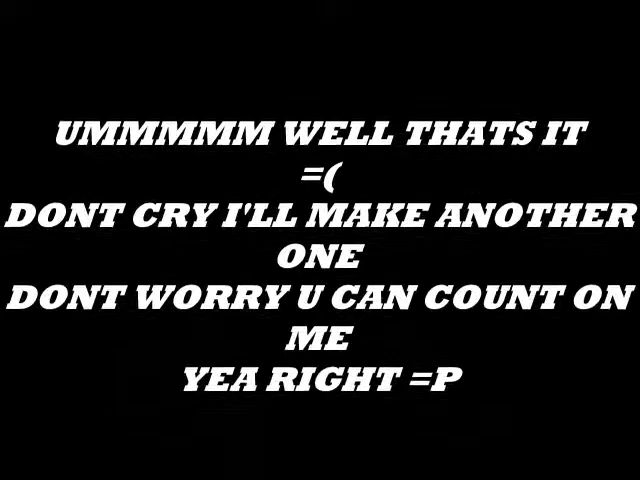 UMMMMM WELL THATS IT
=(
DONT CRY I'LL MAKE ANOTHER
ONE
DONT WORRY U CAN COUNT ON
ME
YEA RIGHT =P